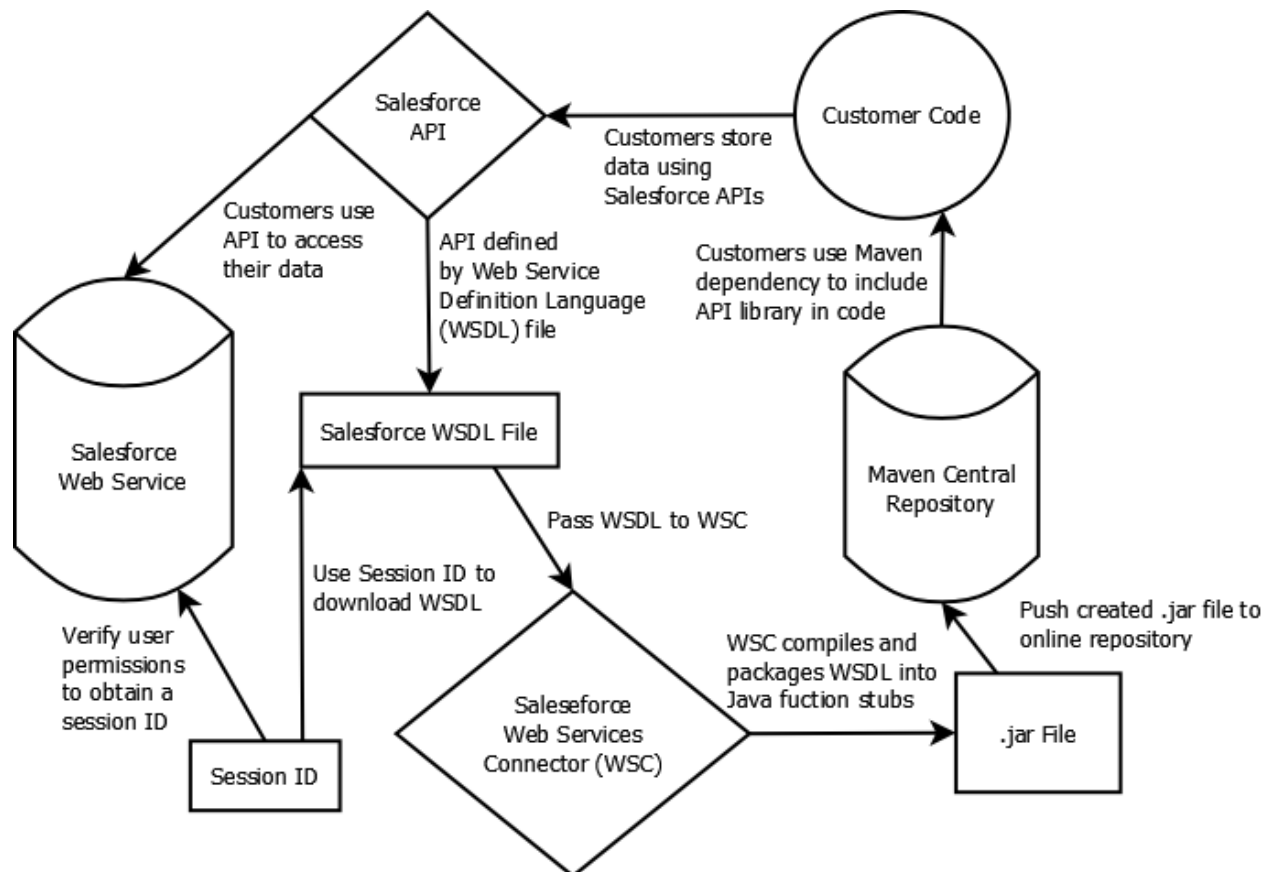 Salesforce
API
Customer Code
Customers store
data using
Salesforce APIs
Customers use
API to access
their data
API defined
by Web Service
Definition Language
(WSDL) file
Customers use Maven
dependency to include
API library in code
Salesforce WSDL File
Salesforce
Web Service
Maven Central
Repository
Pass WSDL to WSC
Use Session ID to
download WSDL
Verify user
permissions
to obtain a
session ID
WSC compiles and
packages WSDL into
Java fuction stubs
Push created .jar file to
online repository
Saleseforce
Web Services
Connector (WSC)
.jar File
Session ID